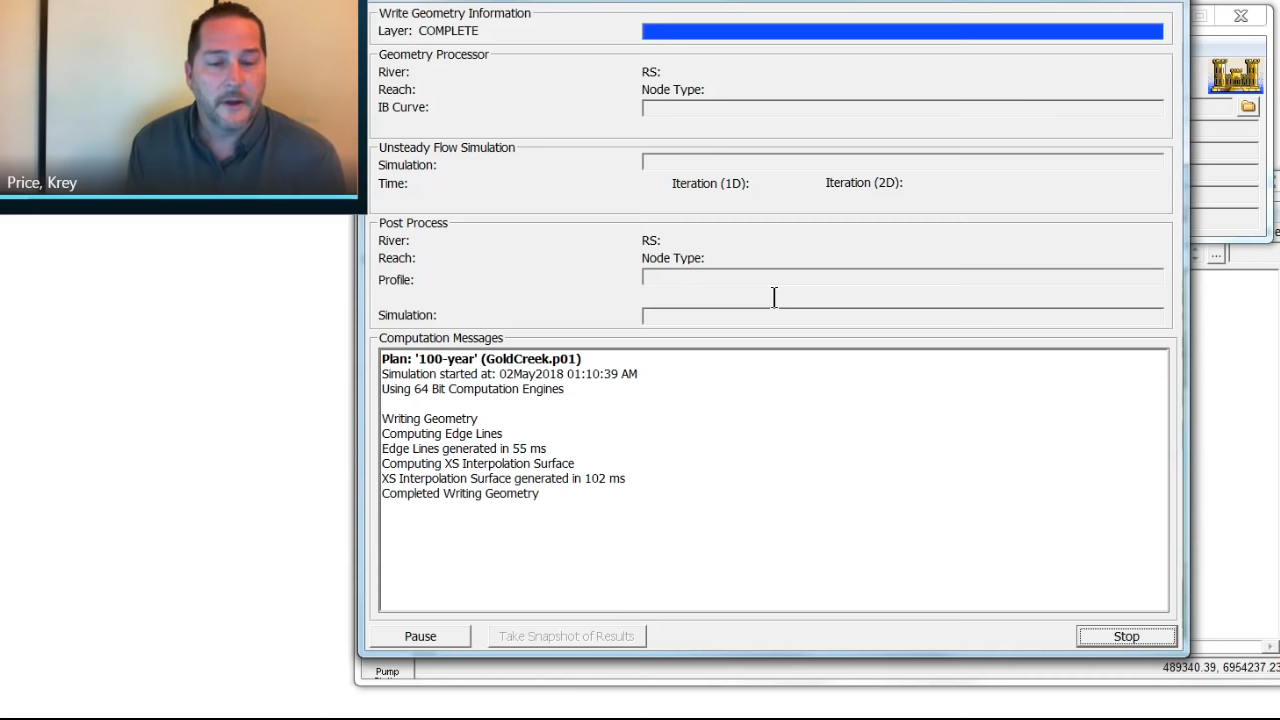 Write Geometry Information
Layer: COMPLETE
Geometry Processor
River: RS:
Reach: Node Type:
IB Curve:
Unsteady Flow Simulation
Simulation:
Time: Iteration (1D): Iteration (2D):
Price, Krey
Post Process
River: RS:
Reach: Node Type:
Profile:
Simulation:
Computation Messages
Plan: '100-year' (GoldCreek.p01)
Simulation started at: 02May2018 01:10:39 AM
Using 64 Bit Computation Engines
Writing Geometry
Computing Edge Lines
Edge Lines generated in 55 ms
Computing XS Interpolation Surface
XS Interpolation Surface generated in 102 ms
Completed Writing Geometry
Pause Take Snapshot of Results Stop
Pump
489340.39, 6954237.23
...